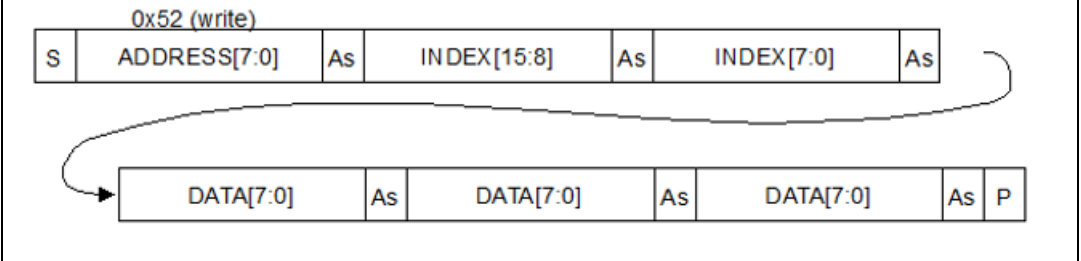 0x52 (write)
S ADDRESS[7:0] As INDEX[15:8] As INDEX[7:0] As
DATA[7:0] As DATA[7:0] As DATA[7:0] As P